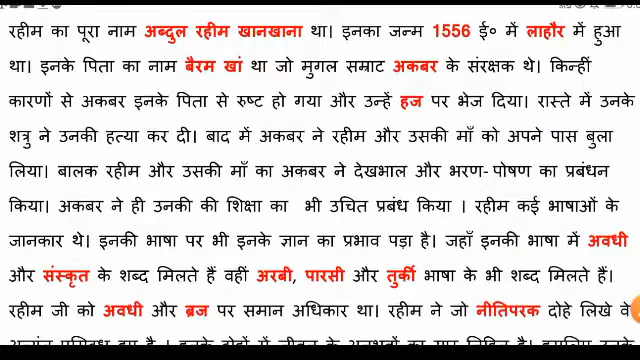 रहीम का पूरा नाम अब्दुल रहीम खानखाना था। इनका जन्म 1556 ई० में लाहौर में हुआ
था। इनके पिता का नाम बैरम खां था जो मुगल सम्राट अकबर के संरक्षक थे। किन्हीं
कारणों से अकबर इनके पिता से रुष्ट हो गया और उन्हें हज पर भेज दिया। रास्ते में उनके
शत्रु ने उनकी हत्या कर दी। बाद में अकबर ने रहीम और उसकी माँ को अपने पास बुला
लिया। बालक रहीम और उसकी माँ का अकबर ने देखभाल और भरण-पोषण का प्रबंधन
किया। अकबर ने ही उनकी की शिक्षा का भी उचित प्रबंध किया । रहीम कई भाषाओं के
जानकार थे। इनकी भाषा पर भी इनके ज्ञान का प्रभाव पड़ा है। जहाँ इनकी भाषा में अवधी
और संस्कृत के शब्द मिलते हैं वहीं अरबी, पारसी और तुर्की भाषा के भी शब्द मिलते हैं।
रहीम जी को अवधी और ब्रज पर समान अधिकार था। रहीम ने जो नीतिपरक दोहे लिखे वे